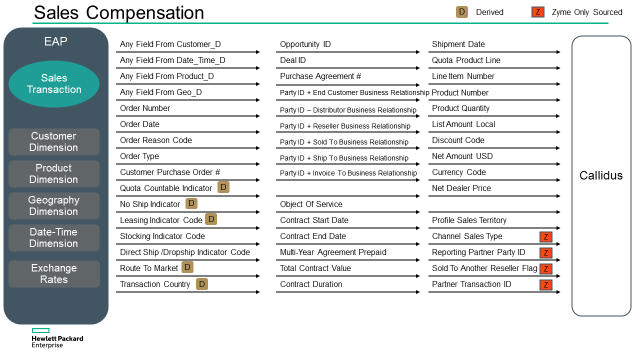 Sales Compensation
D Derived
Z Zyme Only Sourced
EAP
Sales
Transaction
Customer
Dimension
Product
Dimension
Geography
Dimension
Date-Time
Dimension
Exchange
Rates
Any Field From Customer_D
Any Field From Date_Time_D
Any Field From Product_D
Any Field From Geo_D
Order Number
Order Date
Order Reason Code
Order Type
Customer Purchase Order #
Quota Countable Indicator D
No Ship Indicator D
Leasing Indicator Code D
Stocking Indicator Code
Direct Ship /Dropship Indicator Code
Route To Market D
Transaction Country D
Opportunity ID
Deal ID
Purchase Agreement #
Party ID + End Customer Business Relationship
Party ID – Distributor Business Relationship
Party ID + Reseller Business Relationship
Party ID + Sold To Business Relationship
Party ID + Ship To Business Relationship
Party ID + Invoice To Business Relationship
Object Of Service
Contract Start Date
Contract End Date
Multi-Year Agreement Prepaid
Total Contract Value
Contract Duration
Shipment Date
Quota Product Line
Line Item Number
Product Number
Product Quantity
List Amount Local
Discount Code
Net Amount USD
Currency Code
Net Dealer Price
Profile Sales Territory
Channel Sales Type Z
Reporting Partner Party ID Z
Sold To Another Reseller Flag Z
Partner Transaction ID Z
Callidus
Hewlett Packard
Enterprise